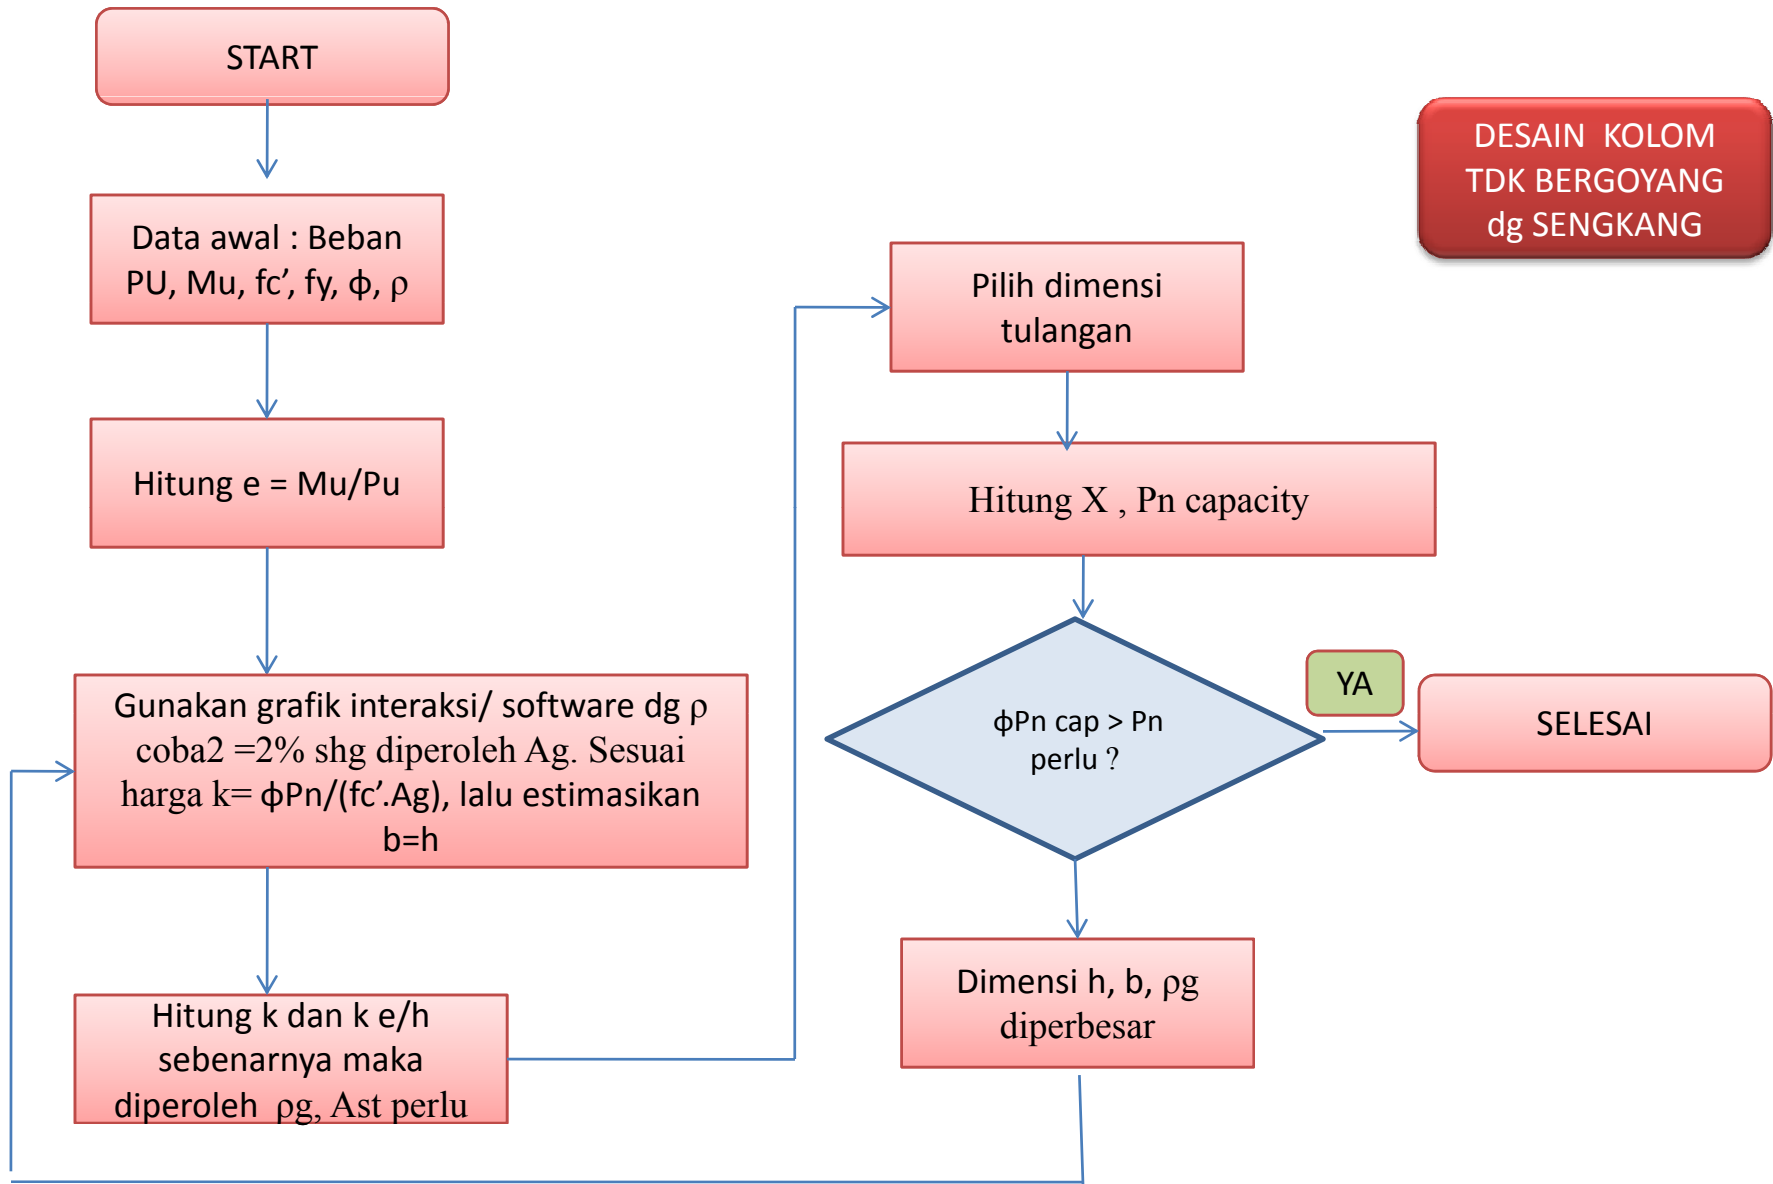 START
Data awal : Beban
PU, Mu, fc’, fy, ϕ, ρ
Hitung e = Mu/Pu
Gunakan grafik interaksi/ software dg ρ
coba2 =2% shg diperoleh Ag. Sesuai
harga k= ϕPn/(fc’.Ag), lalu estimasikan
b=h
Hitung k dan k e/h
sebenarnya maka
diperoleh ρg, Ast perlu
Pilih dimensi
tulangan
Hitung X , Pn capacity
ϕPn cap > Pn
perlu ?
YA
SELESAI
Dimensi h, b, ρg
diperbesar
DESAIN KOLOM
TDK BERGOYANG
dg SENGKANG